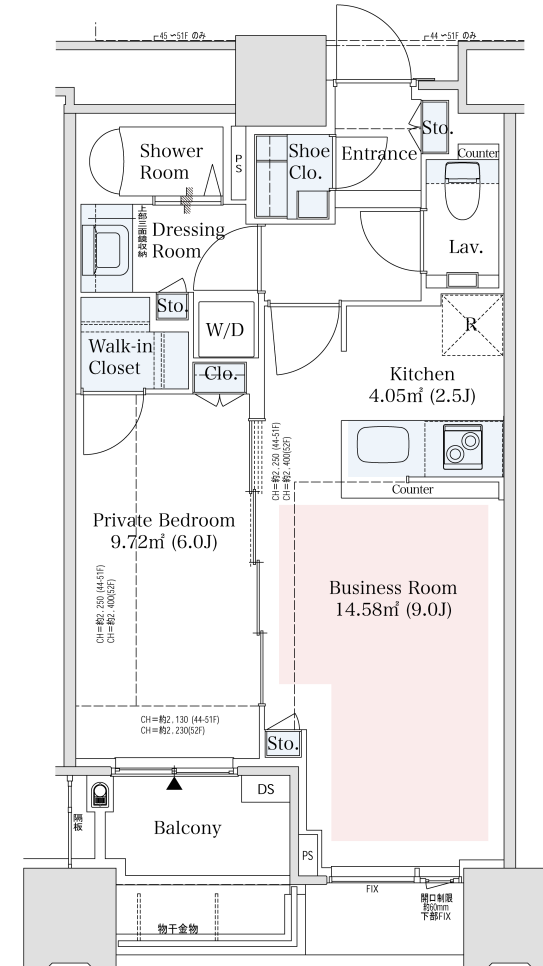 45 〜51F のみ
44 〜51F のみ
Shower
Room
PS
Shoe
Clo.
Entrance
Sto.
Counter
上部三面鏡収納
Dressing
Room
Lav.
Sto.
W/D
R
Walk-in
Closet
Clo.
Kitchen
4.05㎡ (2.5J)
CH＝約2,250 (44-51F)
CH＝約2,400(52F)
Counter
Private Bedroom
9.72㎡ (6.0J)
CH＝約2,250 (44-51F)
CH＝約2,400(52F)
Business Room
14.58㎡ (9.0J)
CH＝約2,130 (44-51F)
CH＝約2,230(52F)
Sto.
DS
隔板
Balcony
PS
FIX
開口制限
約60mm
下部FIX
物干金物